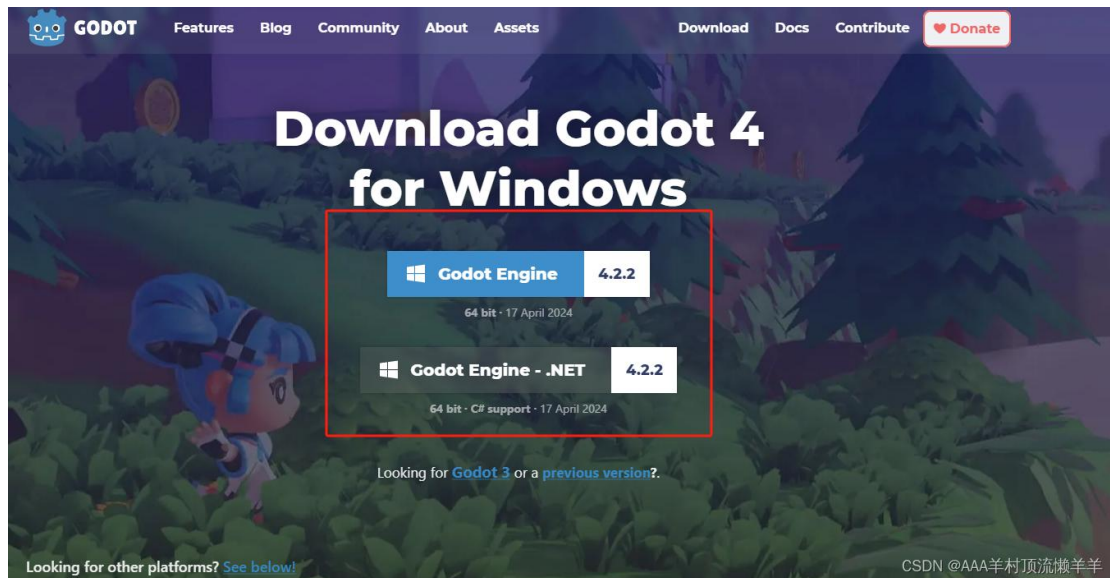 GODOT Features Blog Community About Assets Download Docs Contribute Donate
Download Godot 4
for Windows
Godot Engine 4.2.2
64 bit · 17 April 2024
Godot Engine - .NET 4.2.2
64 bit · C# support · 17 April 2024
Looking for Godot 3 or a previous version?.
Looking for other platforms? See below!
CSDN @AAA羊村顶流懒羊羊